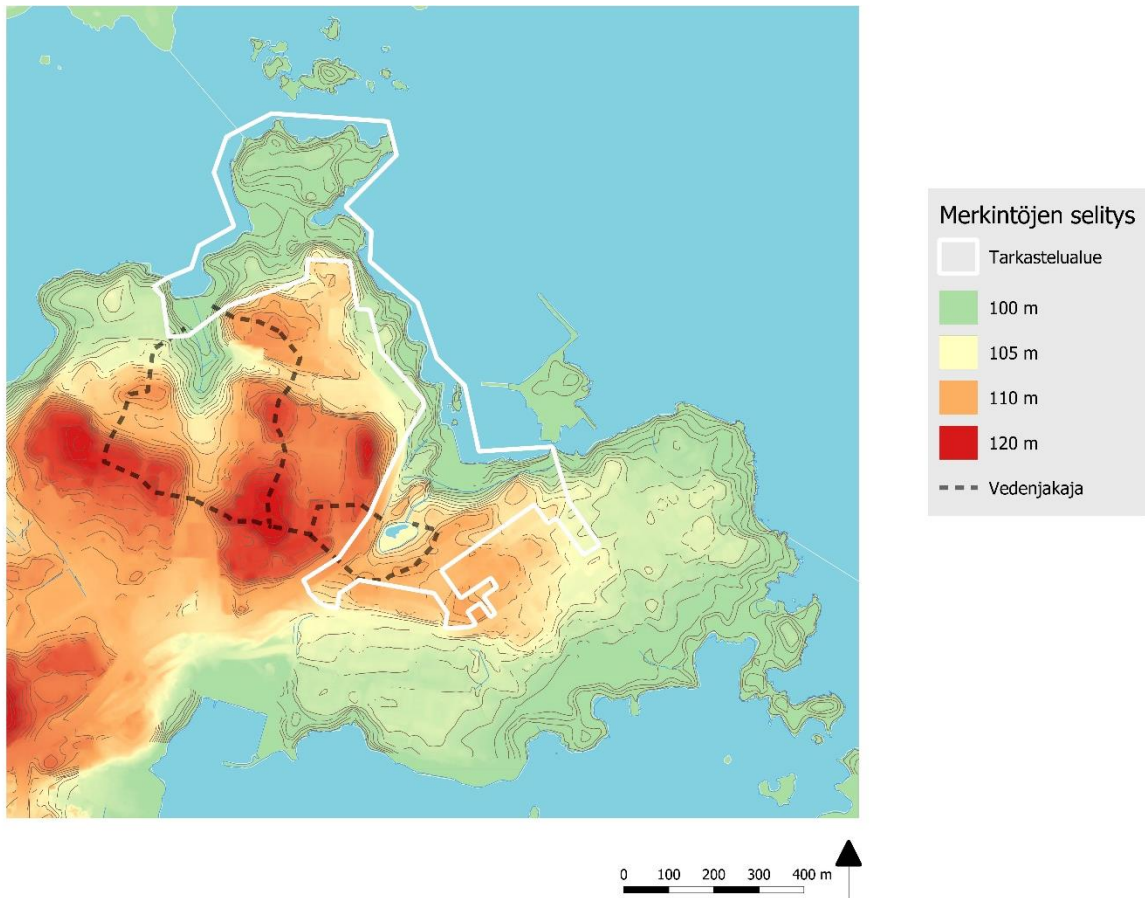 Merkintöjen selitys
Tarkastelualue
100 m
105 m
110 m
120 m
Vedenjakaja
0 100 200 300 400 m